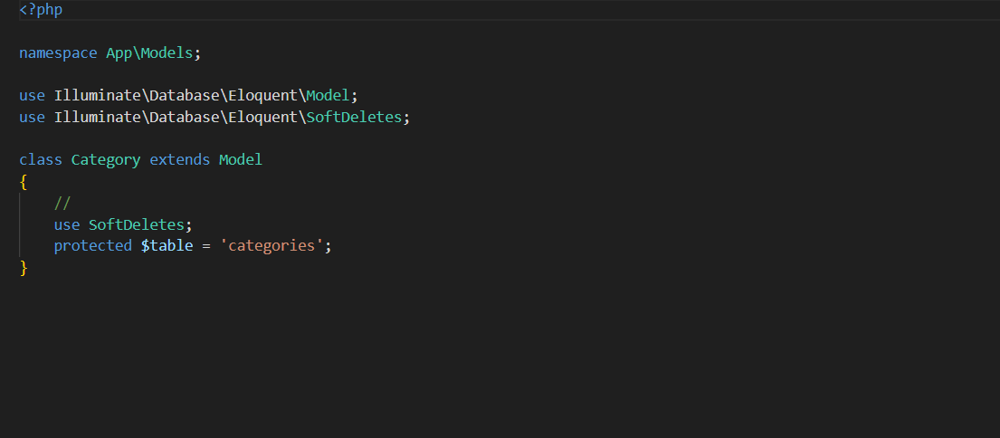 <?php
namespace App\Models;
use Illuminate\Database\Eloquent\Model;
use Illuminate\Database\Eloquent\SoftDeletes;
class Category extends Model
{
//
use SoftDeletes;
protected $table = 'categories';
}